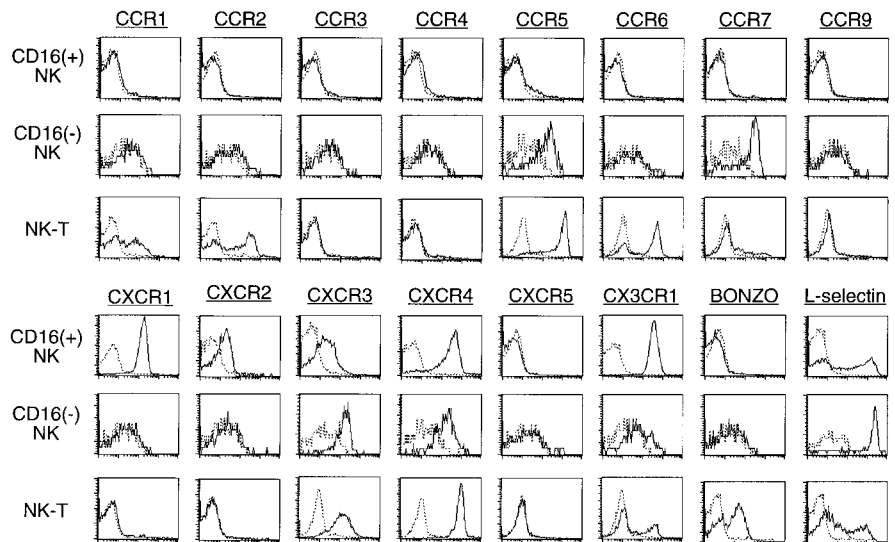 CCR1 CCR2 CCR3 CCR4 CCR5 CCR6 CCR7 CCR9
CD16(+)
NK
CD16(-)
NK
NK-T
CXCR1 CXCR2 CXCR3 CXCR4 CXCR5 CX3CR1 BONZO L-selectin
CD16(+)
NK
CD16(-)
NK
NK-T